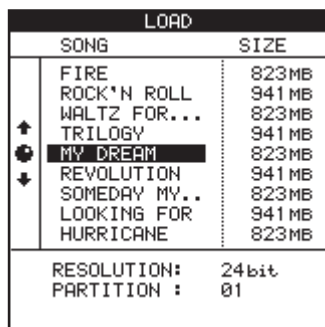 LOAD
SONG SIZE
FIRE 823MB
ROCK'N ROLL 941MB
WALTZ FOR... 823MB
TRILOGY 941MB
MY DREAM 823MB
REVOLUTION 941MB
SOMEDAY MY.. 823MB
LOOKING FOR 941MB
HURRICANE 823MB
RESOLUTION: 24bit
PARTITION : 01